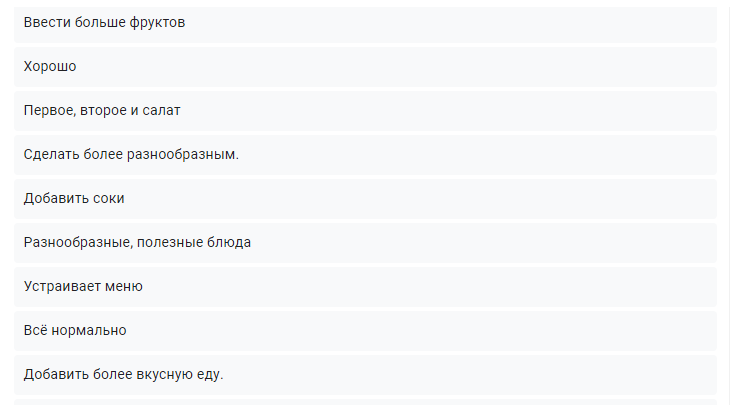 Ввести больше фруктов
Хорошо
Первое, второе и салат
Сделать более разнообразным.
Добавить соки
Разнообразные, полезные блюда
Устраивает меню
Всё нормально
Добавить более вкусную еду.